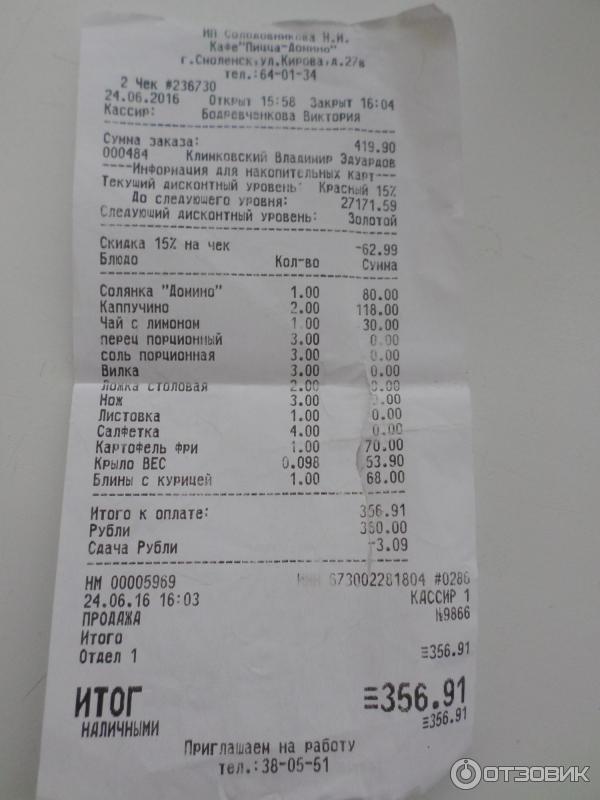 ИП Солодовникова Н.И.
Кафе"Пицца-Домино"
г.Смоленск,ул.Кирова,д.27в
тел.:64-01-34
2 Чек #236730
24.06.2016 Открыт 15:58 Закрыт 16:04
Кассир: Бодревченкова Виктория
Сумма заказа: 419.90
000484 Климковский Владимир Эдуардов
----Информация для накопительных карт---
Текущий дисконтный уровень: Красный 15%
До следующего уровня: 27171.59
Следующий дисконтный уровень: Золотой
Скидка 15% на чек -62.99
Блюдо Кол-во Сумма
Солянка "Домино" 1.00 80.00
Каппучино 2.00 118.00
Чай с лимоном 1.00 30.00
перец порционный 3.00 0.00
соль порционная 3.00 0.00
Вилка 3.00 0.00
Ложка столовая 2.00 0.00
Нож 3.00 0.00
Листовка 1.00 0.00
Салфетка 4.00 0.00
Картофель фри 1.00 70.00
Крыло ВЕС 0.098 53.90
Блины с курицей 1.00 68.00
Итого к оплате: 356.91
Рубли 360.00
Сдача Рубли -3.09
НМ 00005969 ИНН 673002281804 #0286
24.06.16 16:03 КАССИР 1
ПРОДАЖА №9866
Итого
Отдел 1 ≡356.91
ИТОГ ≡356.91
НАЛИЧНЫМИ ≡356.91
Приглашаем на работу
тел.:38-05-51
ОТЗОВИК